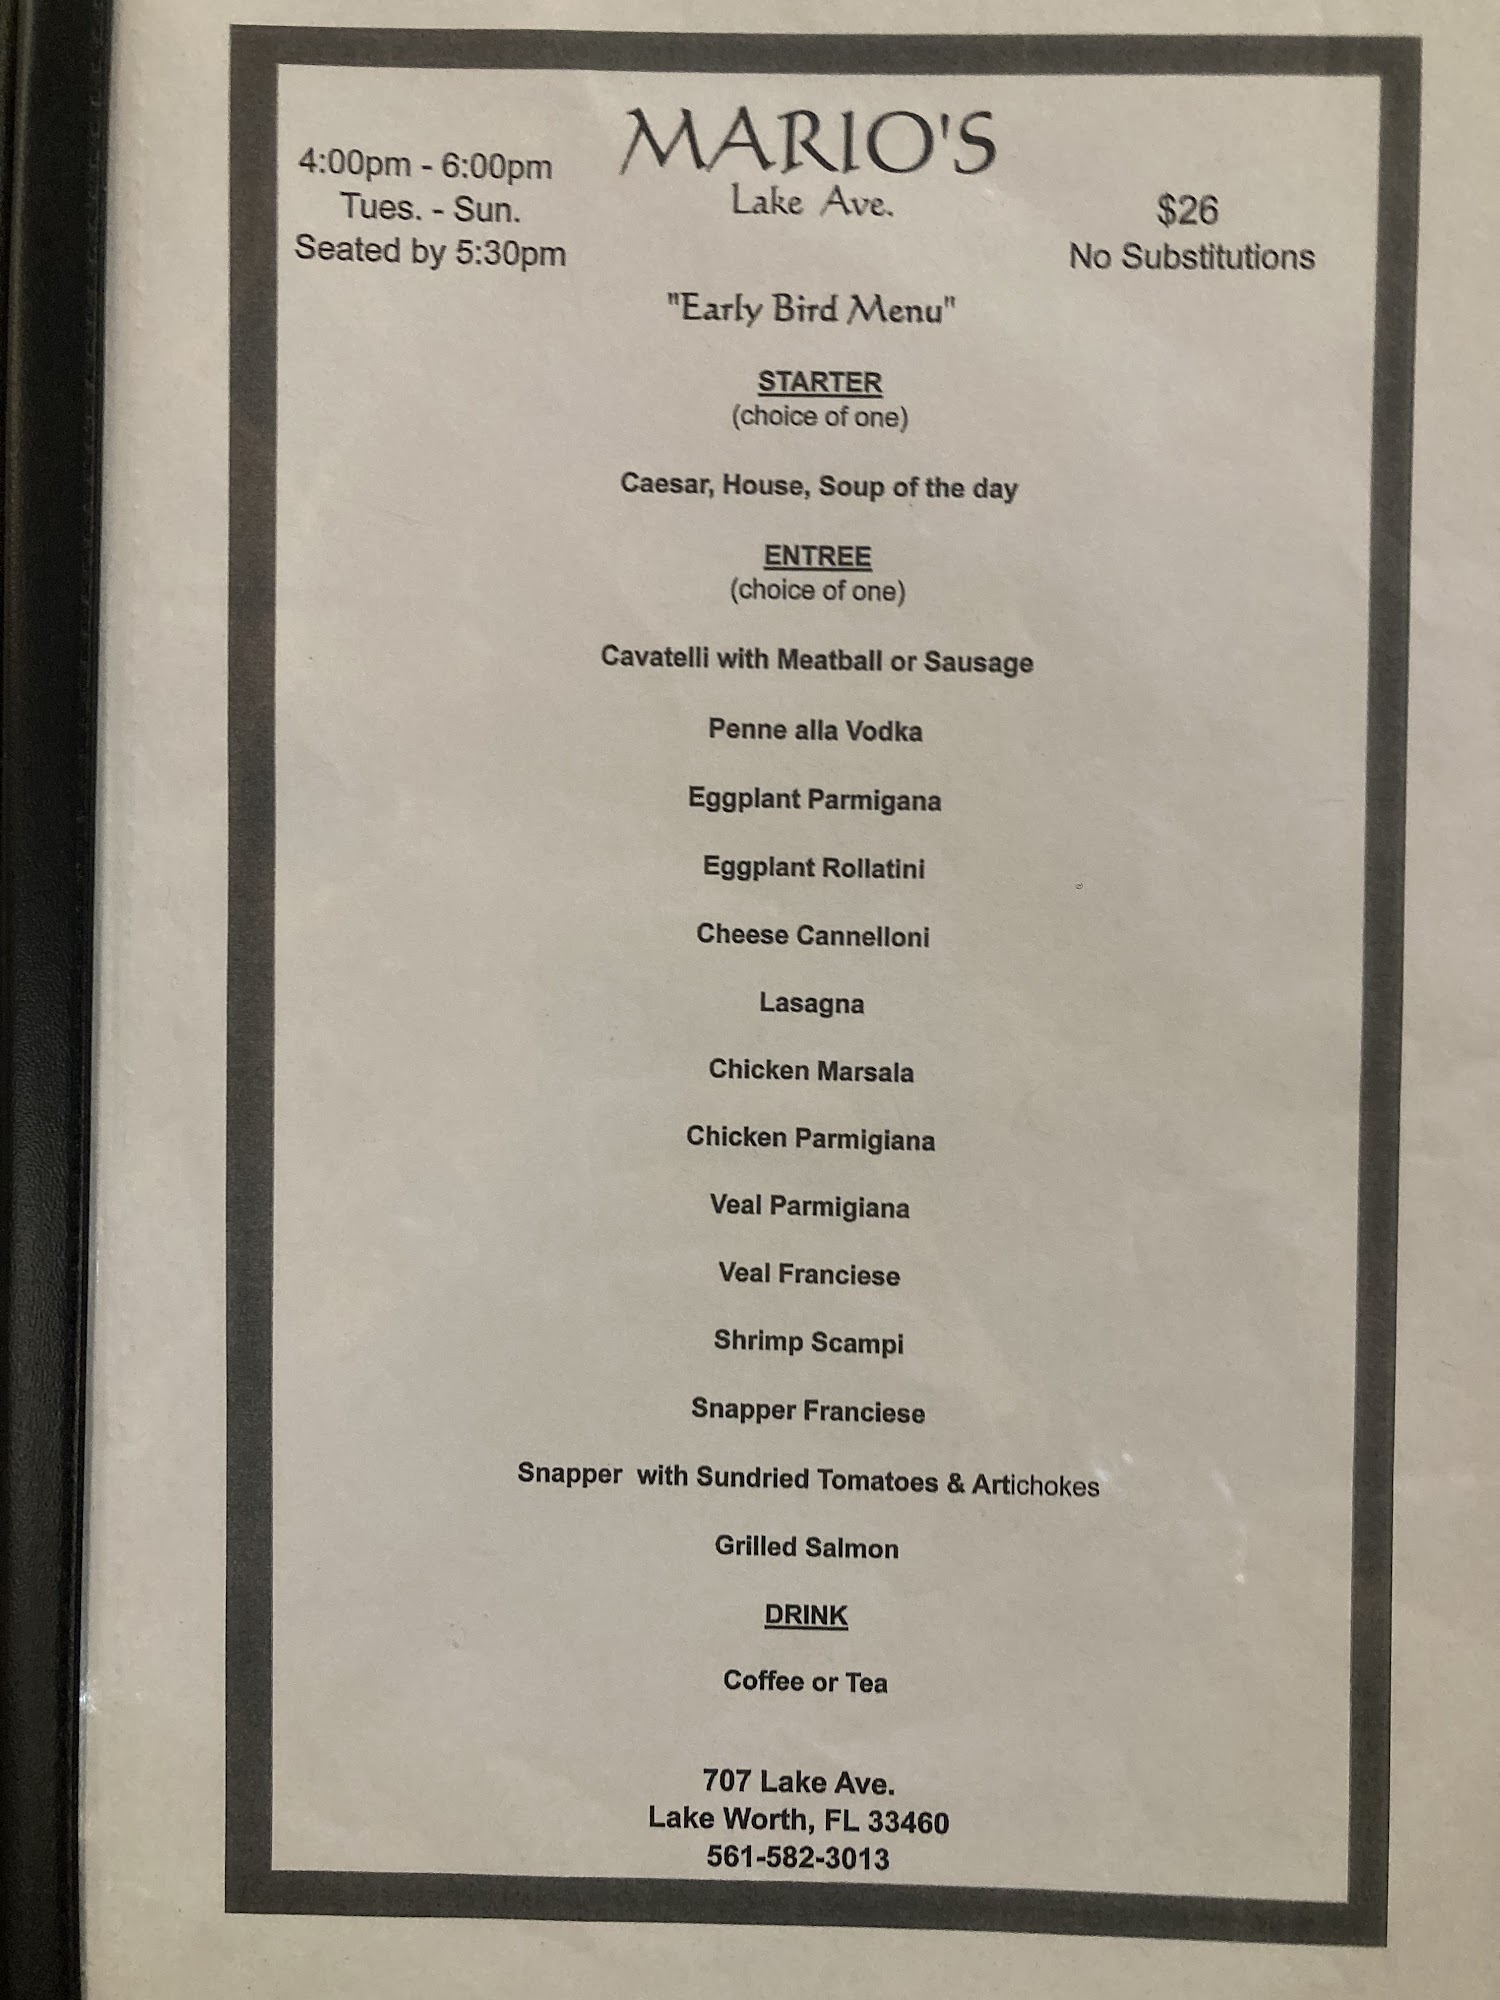 MARIO'S
Lake Ave.
4:00pm - 6:00pm
Tues. - Sun.
Seated by 5:30pm
$26
No Substitutions
"Early Bird Menu"
STARTER
(choice of one)
Caesar, House, Soup of the day
ENTREE
(choice of one)
Cavatelli with Meatball or Sausage
Penne alla Vodka
Eggplant Parmigana
Eggplant Rollatini
Cheese Cannelloni
Lasagna
Chicken Marsala
Chicken Parmigiana
Veal Parmigiana
Veal Franciese
Shrimp Scampi
Snapper Franciese
Snapper with Sundried Tomatoes & Artichokes
Grilled Salmon
DRINK
Coffee or Tea
707 Lake Ave.
Lake Worth, FL 33460
561-582-3013